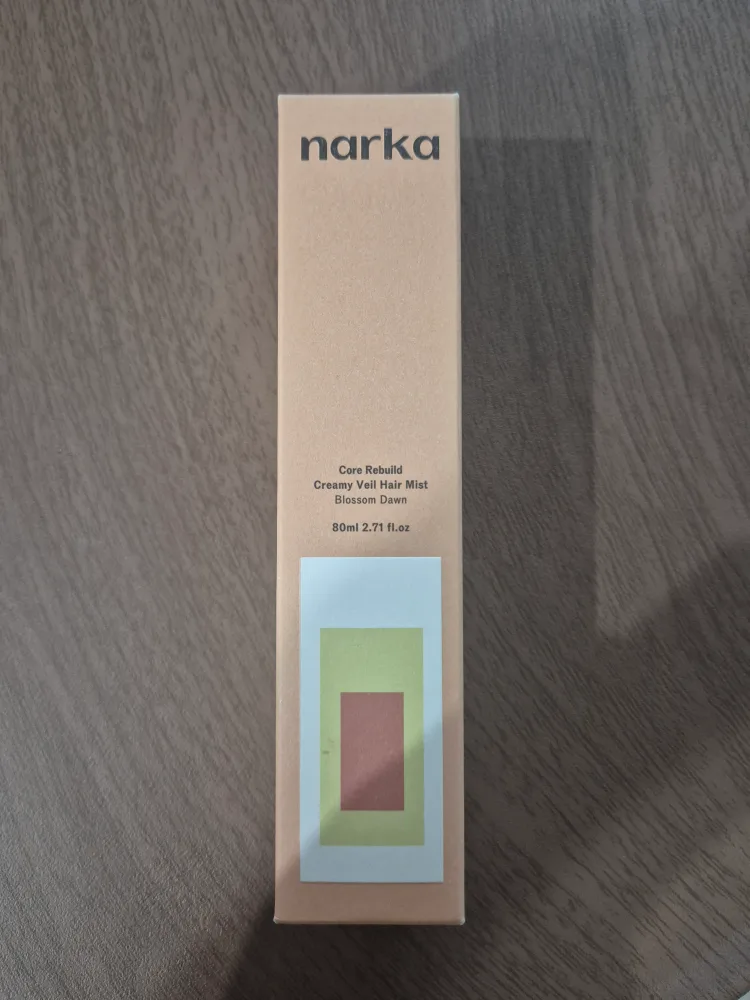 narka
Core Rebuild
Creamy Veil Hair Mist
Blossom Dawn
80ml 2.71 fl.oz